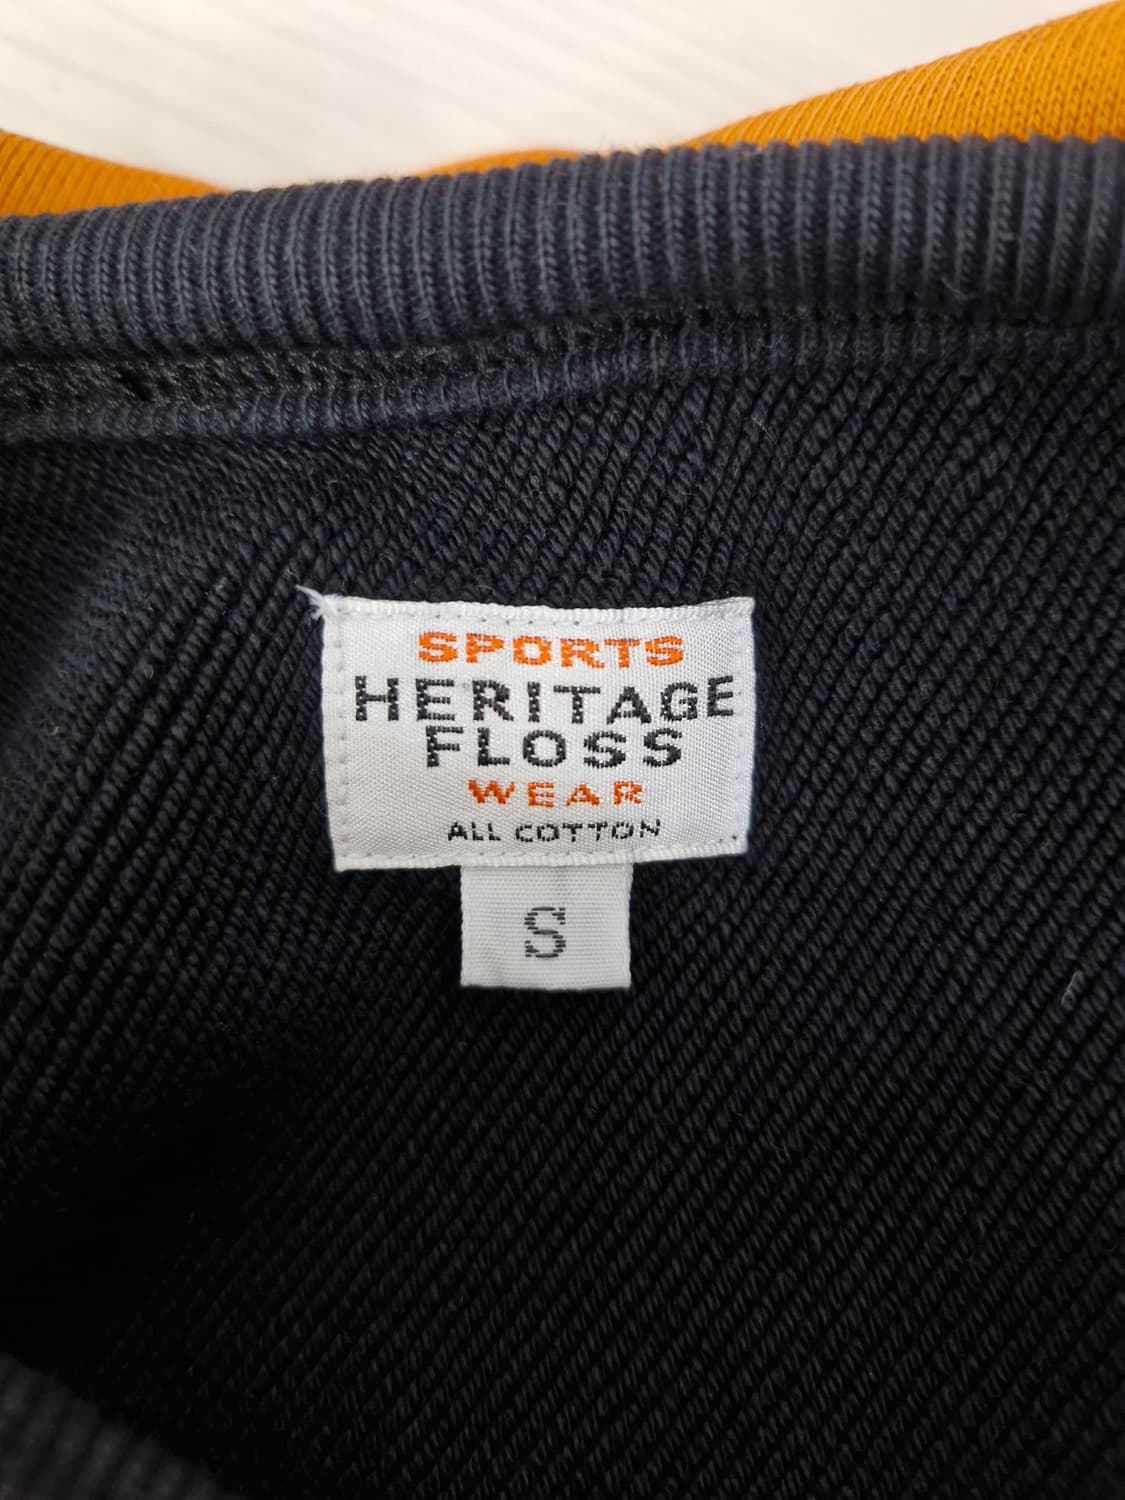 SPORTS
HERITAGE
FLOSS
WEAR
ALL COTTON
S